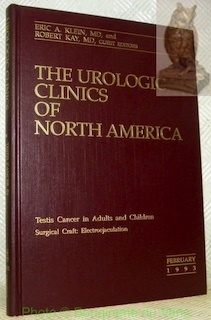 ERIC A. KLEIN, MD, and
ROBERT KAY, MD, GUEST EDITORS
THE UROLOGIC
CLINICS
OF
NORTH AMERICA
Testis Cancer in Adults and Children
Surgical Craft: Electroejaculation
FEBRUARY
1993